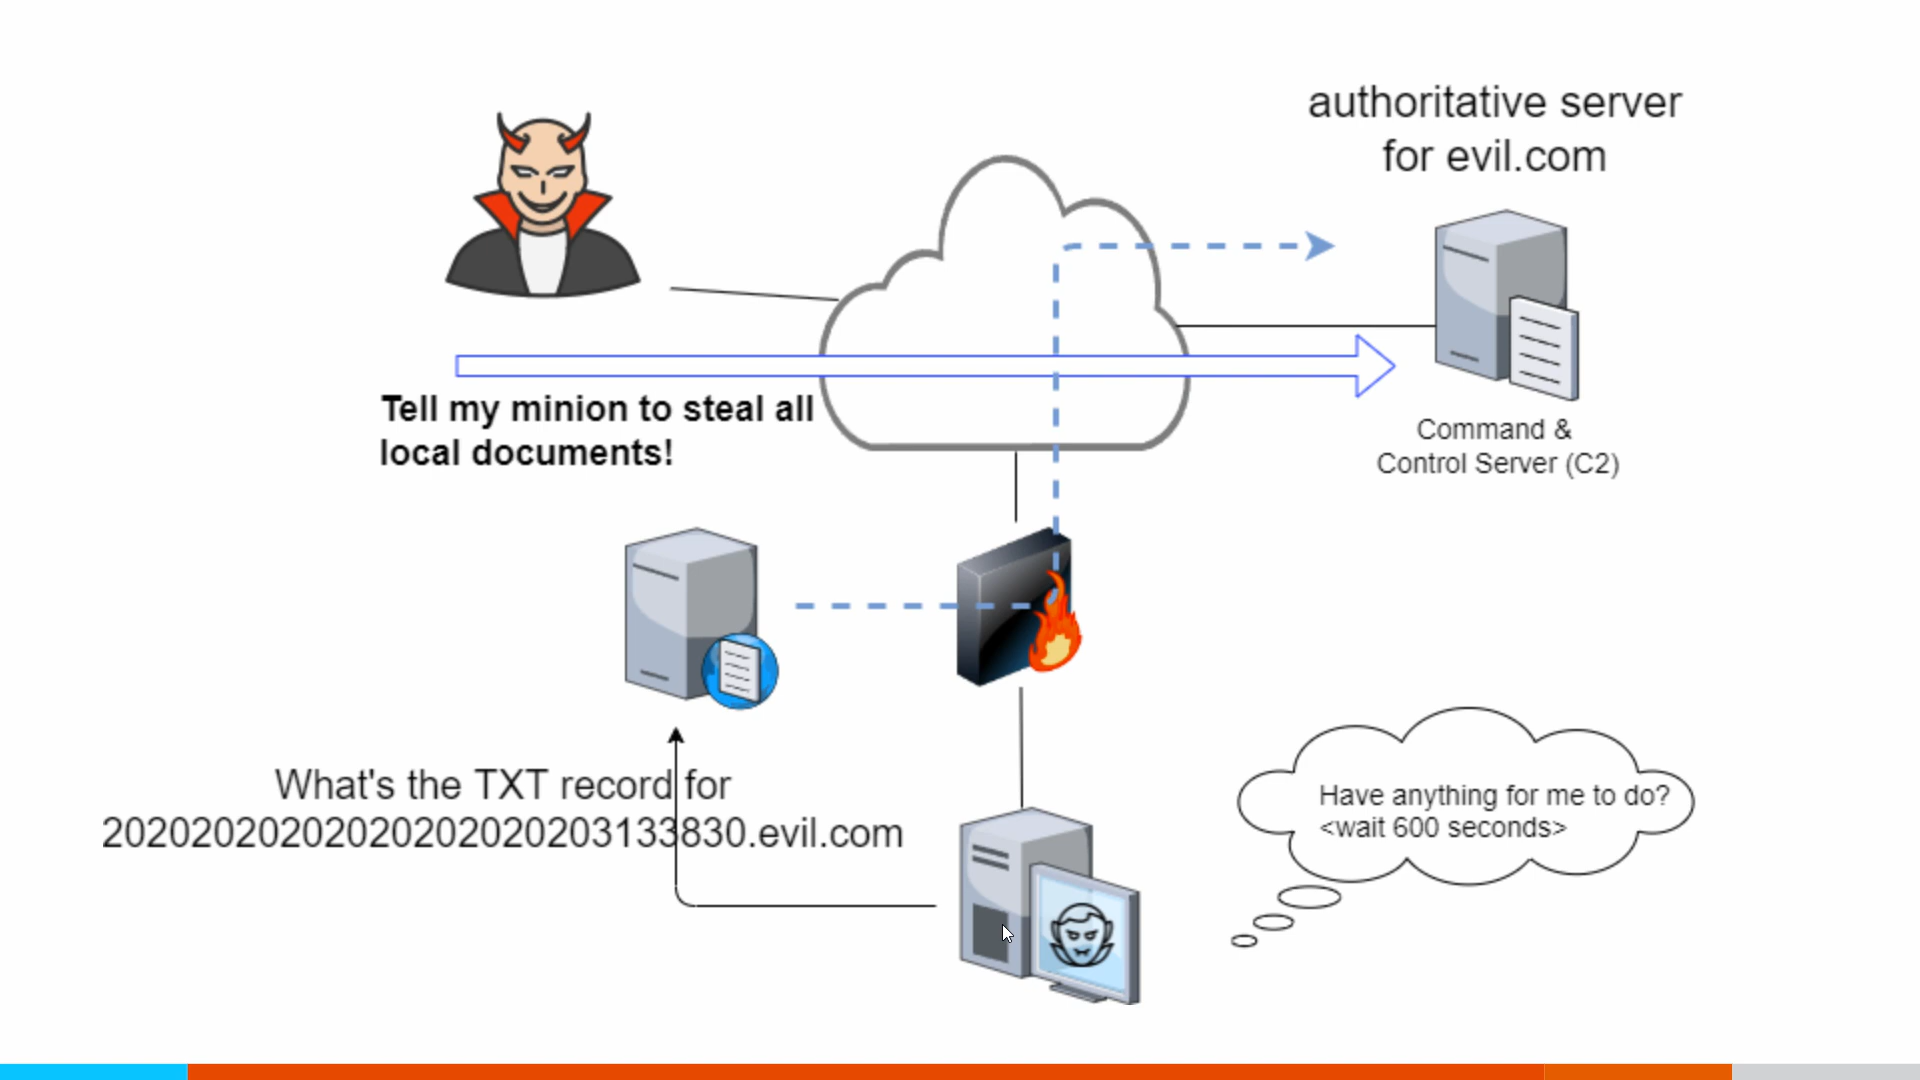 authoritative server
for evil.com
Tell my minion to steal all
local documents!
Command &
Control Server (C2)
What's the TXT record for
20202020202020202020203133830.evil.com
Have anything for me to do?
<wait 600 seconds>